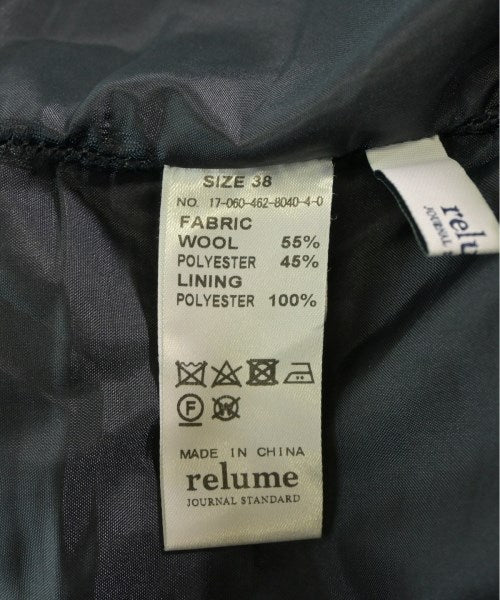 SIZE 38
NO. 17-060-462-8040-4-0
FABRIC
WOOL 55%
POLYESTER 45%
LINING
POLYESTER 100%
F
W
MADE IN CHINA
relume
JOURNAL STANDARD
relume
JOURNAL